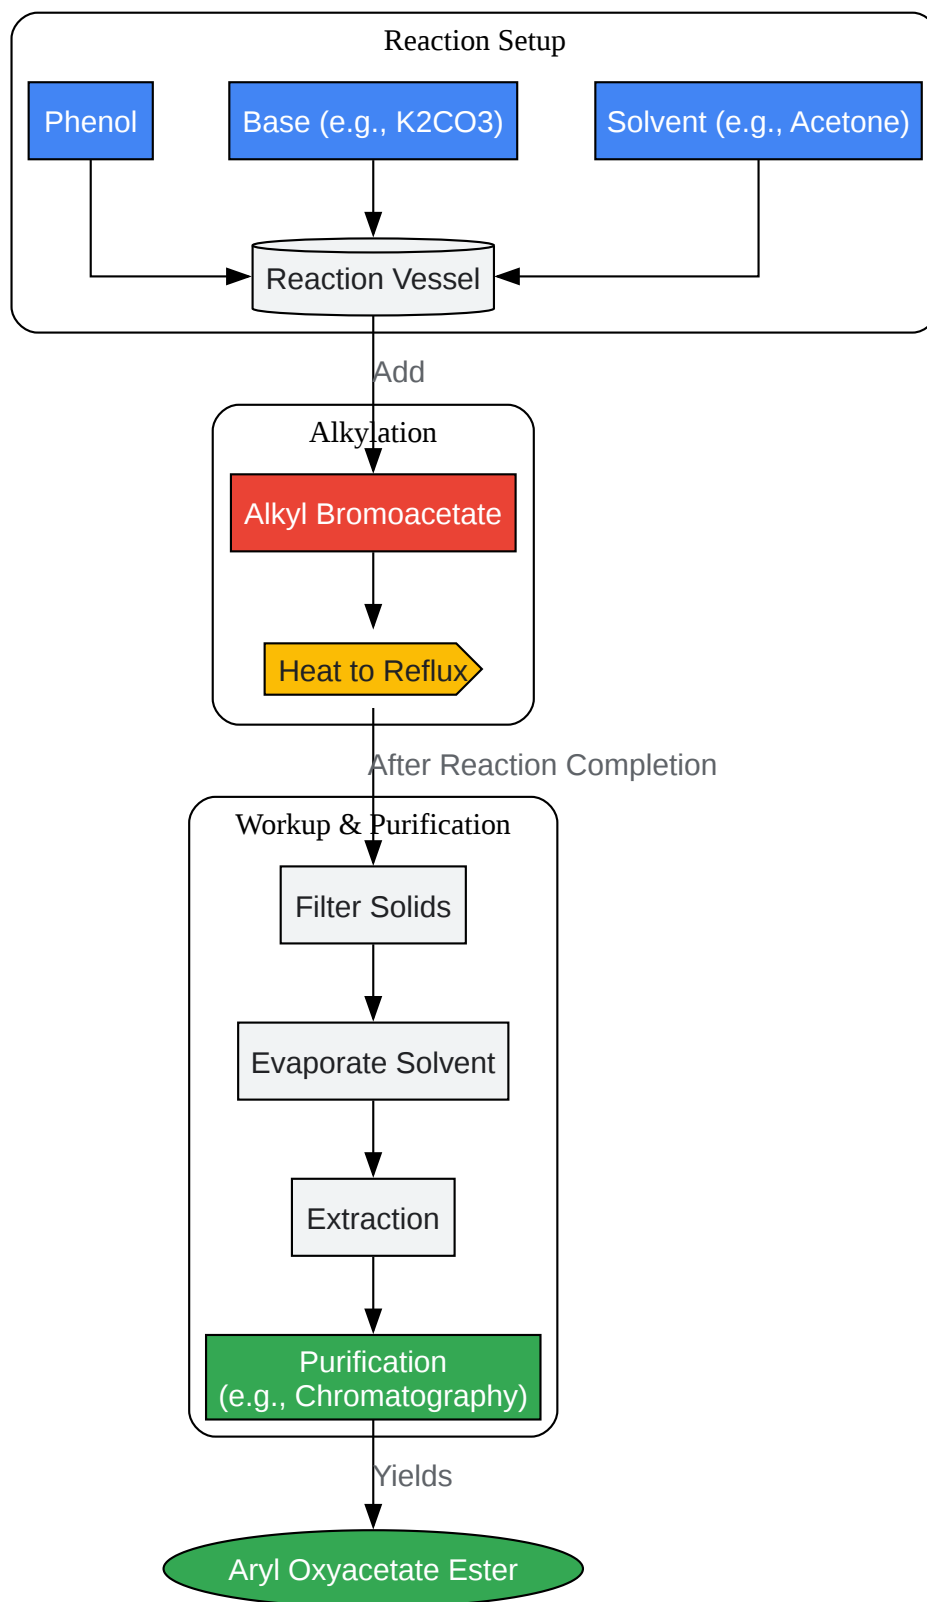 Reaction Setup
Phenol
Base (e.g., K2CO3)
Solvent (e.g., Acetone)
Reaction Vessel
Add
Alkylation
Alkyl Bromoacetate
Heat to Reflux
After Reaction Completion
Workup & Purification
Filter Solids
Evaporate Solvent
Extraction
Purification
(e.g., Chromatography)
Yields
Aryl Oxyacetate Ester